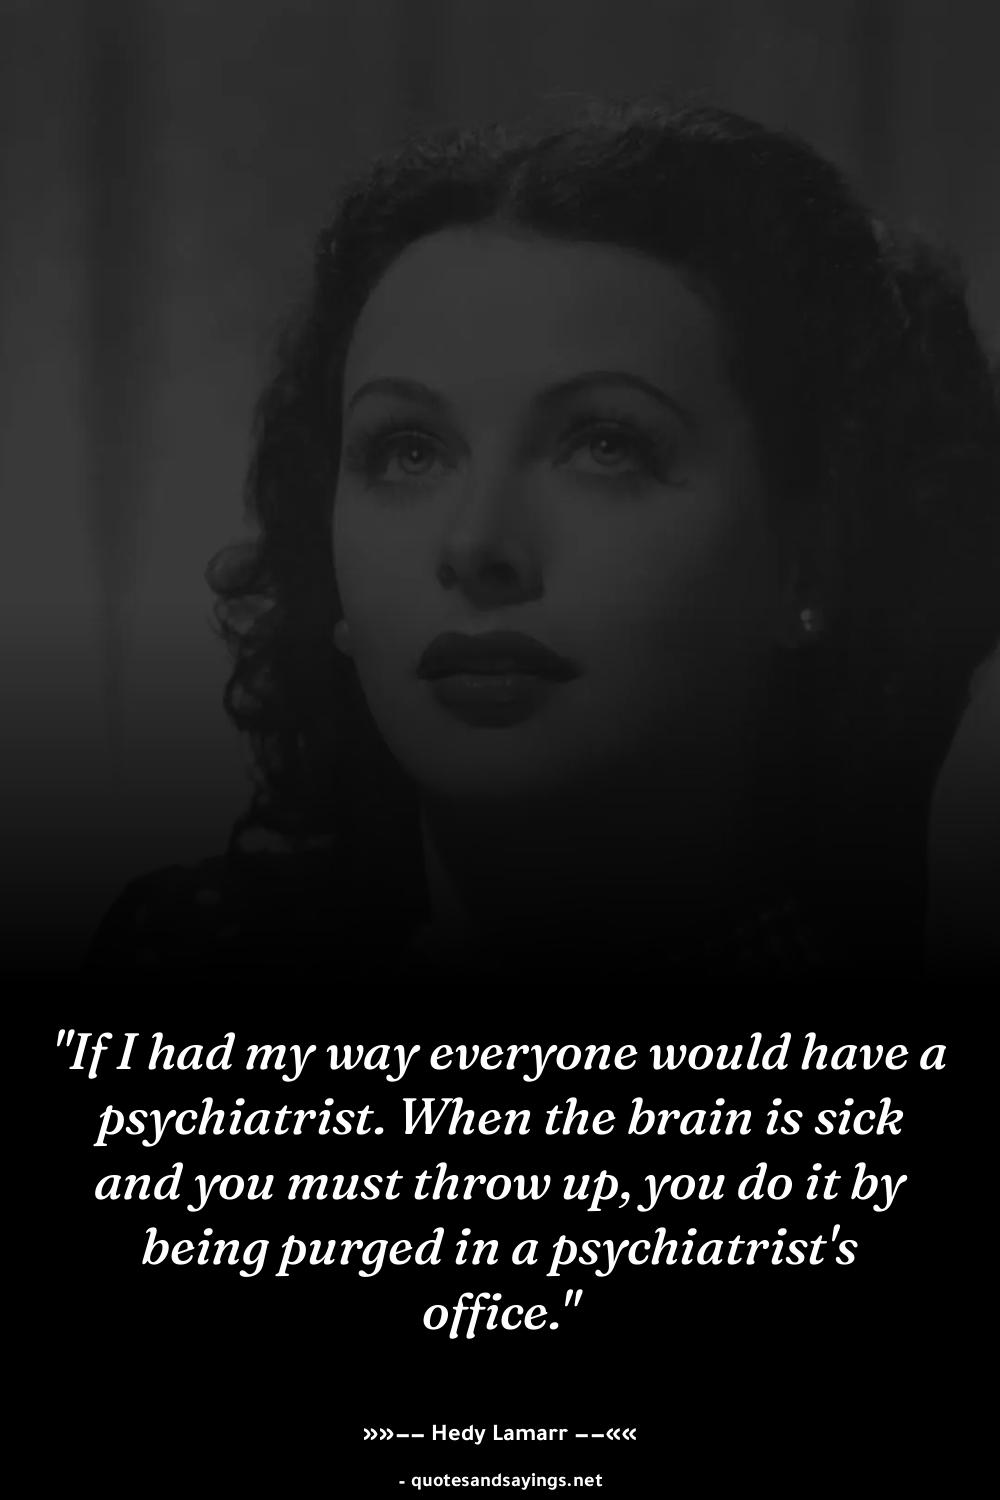 "If I had my way everyone would have a
psychiatrist. When the brain is sick
and you must throw up, you do it by
being purged in a psychiatrist's
office."
»»−− Hedy Lamarr −−««
- quotesandsayings.net